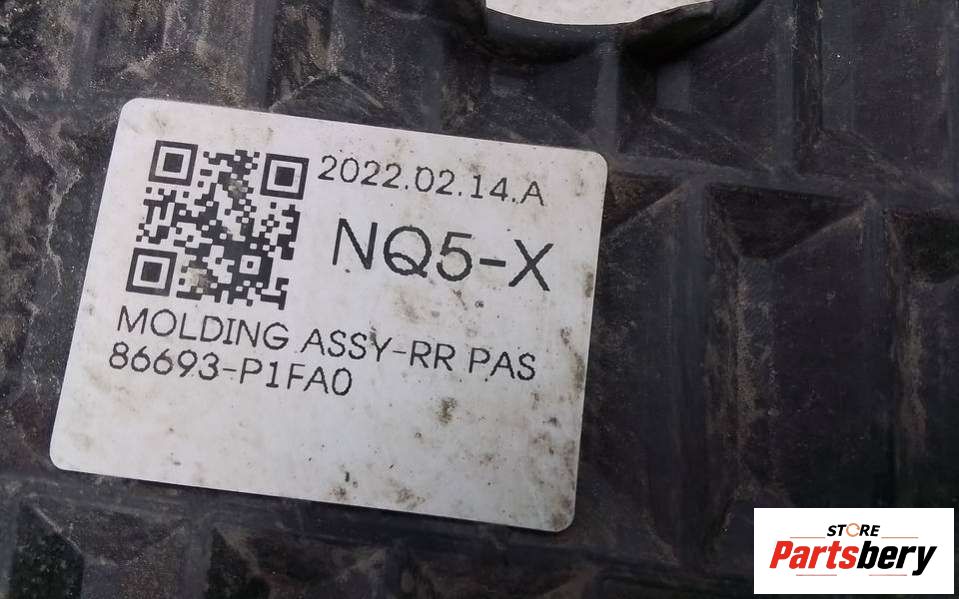 2022.02.14.A
NQ5-X
MOLDING ASSY-RR PAS
86693-P1FA0
STORE
Partsbery